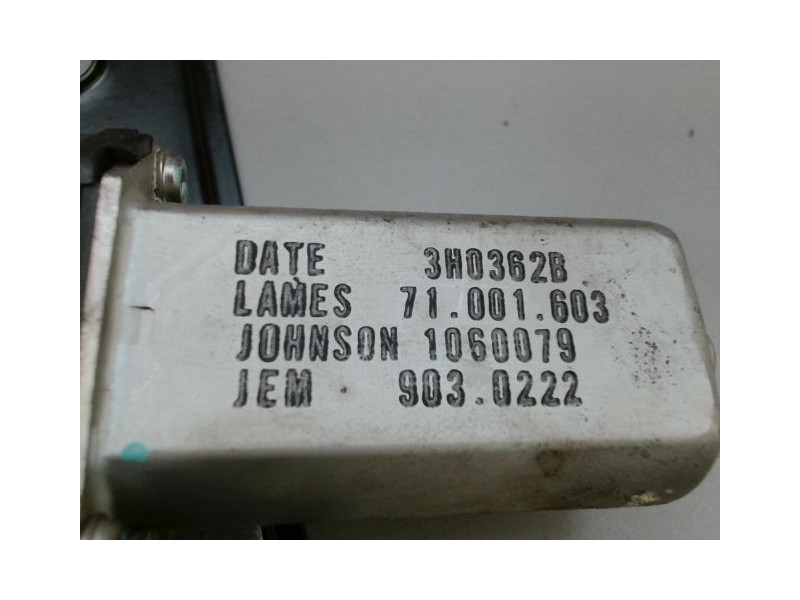 DATE 3H0362B
LAMES 71.001.603
JOHNSON 1060079
JEM 903.0222